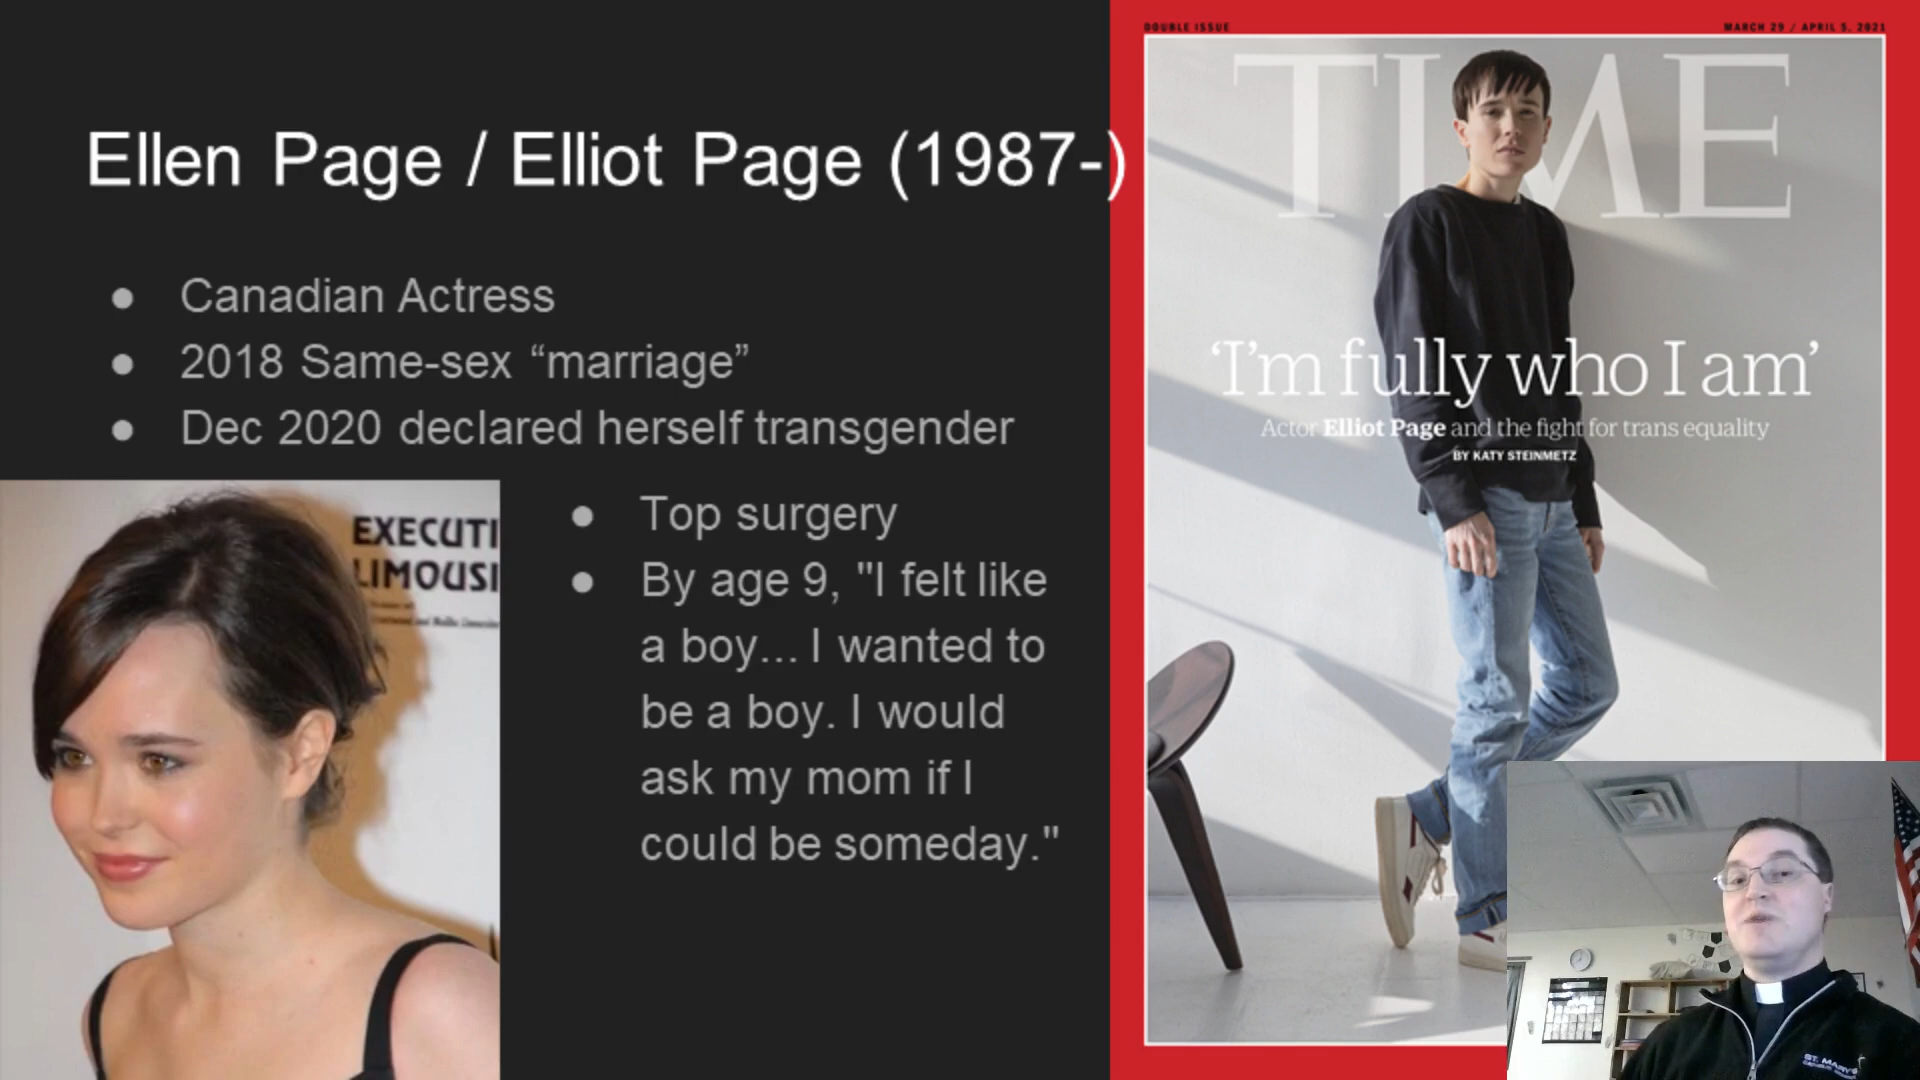 Ellen Page / Elliot Page (1987-)
● Canadian Actress
● 2018 Same-sex “marriage”
● Dec 2020 declared herself transgender
● Top surgery
● By age 9, "I felt like
a boy... I wanted to
be a boy. I would
ask my mom if I
could be someday."
EXECUTI
LIMOUSI
DOUBLE ISSUE
MARCH 29 / APRIL 5, 2021
TIME
‘I’m fully who I am’
Actor Elliot Page and the fight for trans equality
BY KATY STEINMETZ
ST. MARY'S